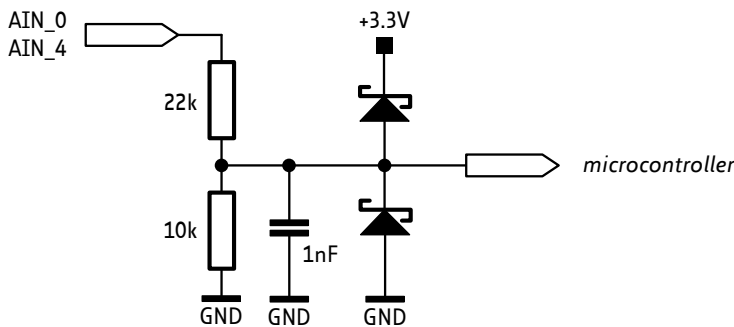 AIN_0
AIN_4
+3.3V
22k
microcontroller
10k
1nF
GND
GND
GND